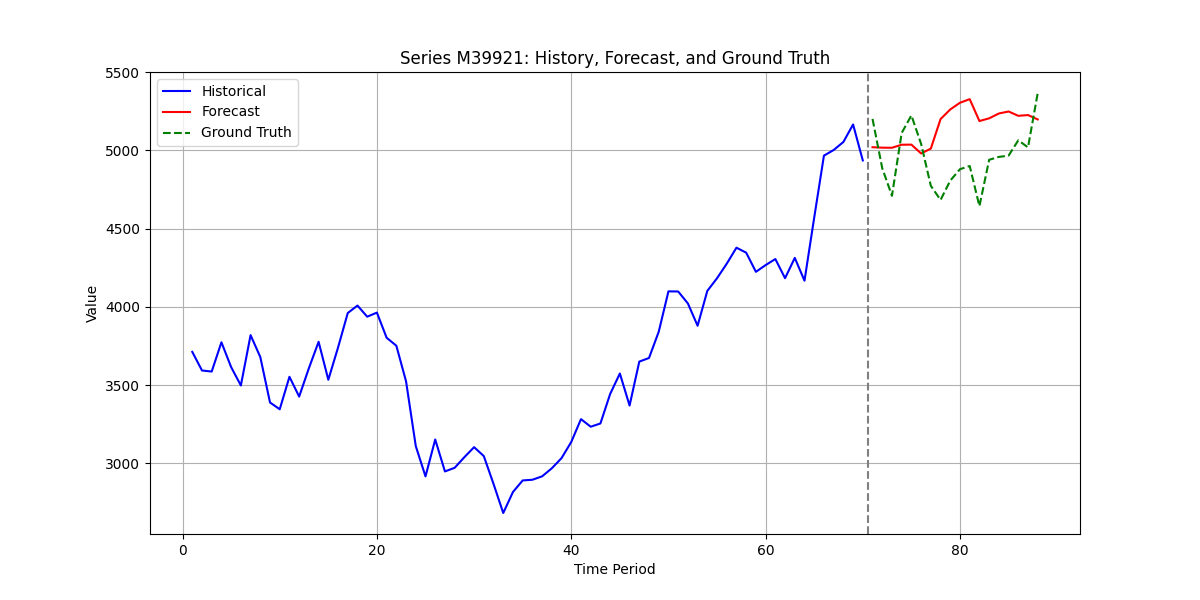 Series M39921: History, Forecast, and Ground Truth
Historical
Forecast
Ground Truth
5500
5000
4500
4000
3500
3000
Value
0 20 40 60 80
Time Period